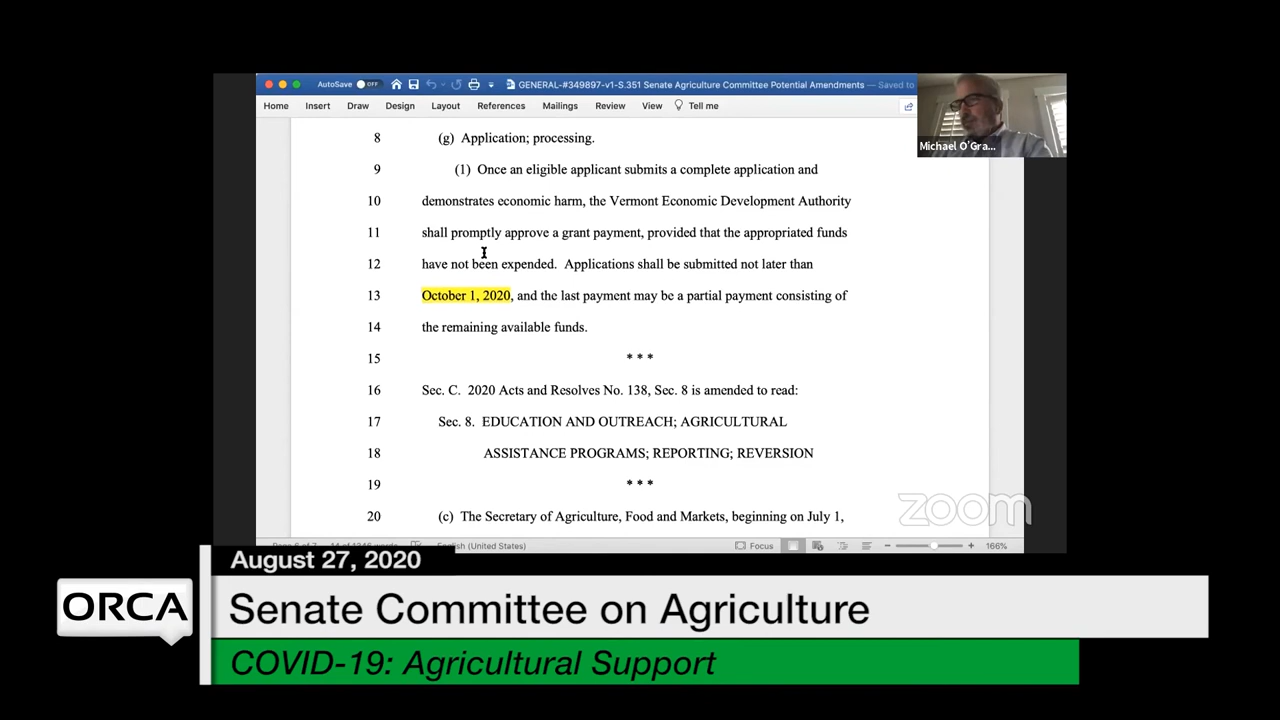 AutoSave OFF GENERAL-#349897-v1-S.351 Senate Agriculture Committee Potential Amendments — Saved to
Home Insert Draw Design Layout References Mailings Review View Tell me
Michael O'Gra...
8 (g) Application; processing.
9 (1) Once an eligible applicant submits a complete application and
10 demonstrates economic harm, the Vermont Economic Development Authority
11 shall promptly approve a grant payment, provided that the appropriated funds
12 have not been expended. Applications shall be submitted not later than
13 October 1, 2020, and the last payment may be a partial payment consisting of
14 the remaining available funds.
15 * * *
16 Sec. C. 2020 Acts and Resolves No. 138, Sec. 8 is amended to read:
17 Sec. 8. EDUCATION AND OUTREACH; AGRICULTURAL
18 ASSISTANCE PROGRAMS; REPORTING; REVERSION
19 * * *
20 (c) The Secretary of Agriculture, Food and Markets, beginning on July 1,
zoom
English (United States) Focus 166%
August 27, 2020
ORCA
Senate Committee on Agriculture
COVID-19: Agricultural Support